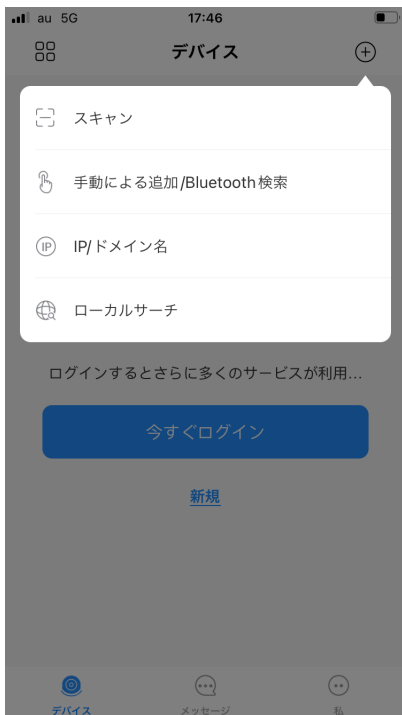 au 5G 17:46
デバイス
スキャン
手動による追加/Bluetooth検索
IP
IP/ドメイン名
ローカルサーチ
ログインするとさらに多くのサービスが利用...
今すぐログイン
新規
デバイス メッセージ 私